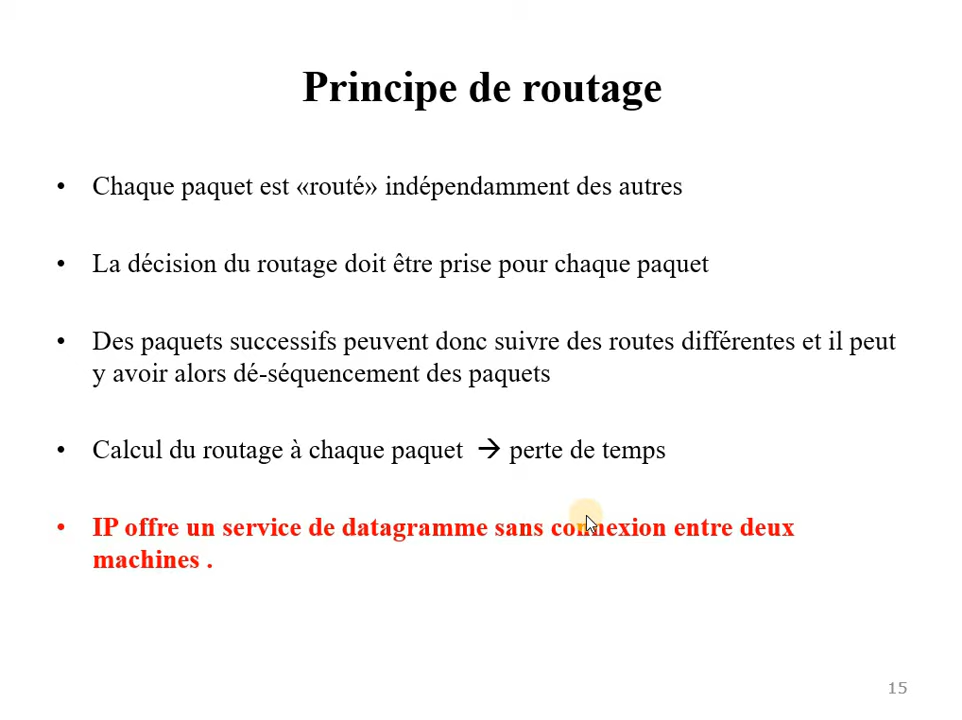 Principe de routage
• Chaque paquet est «routé» indépendamment des autres
• La décision du routage doit être prise pour chaque paquet
• Des paquets successifs peuvent donc suivre des routes différentes et il peut
y avoir alors dé-séquencement des paquets
• Calcul du routage à chaque paquet → perte de temps
• IP offre un service de datagramme sans connexion entre deux
machines .
15